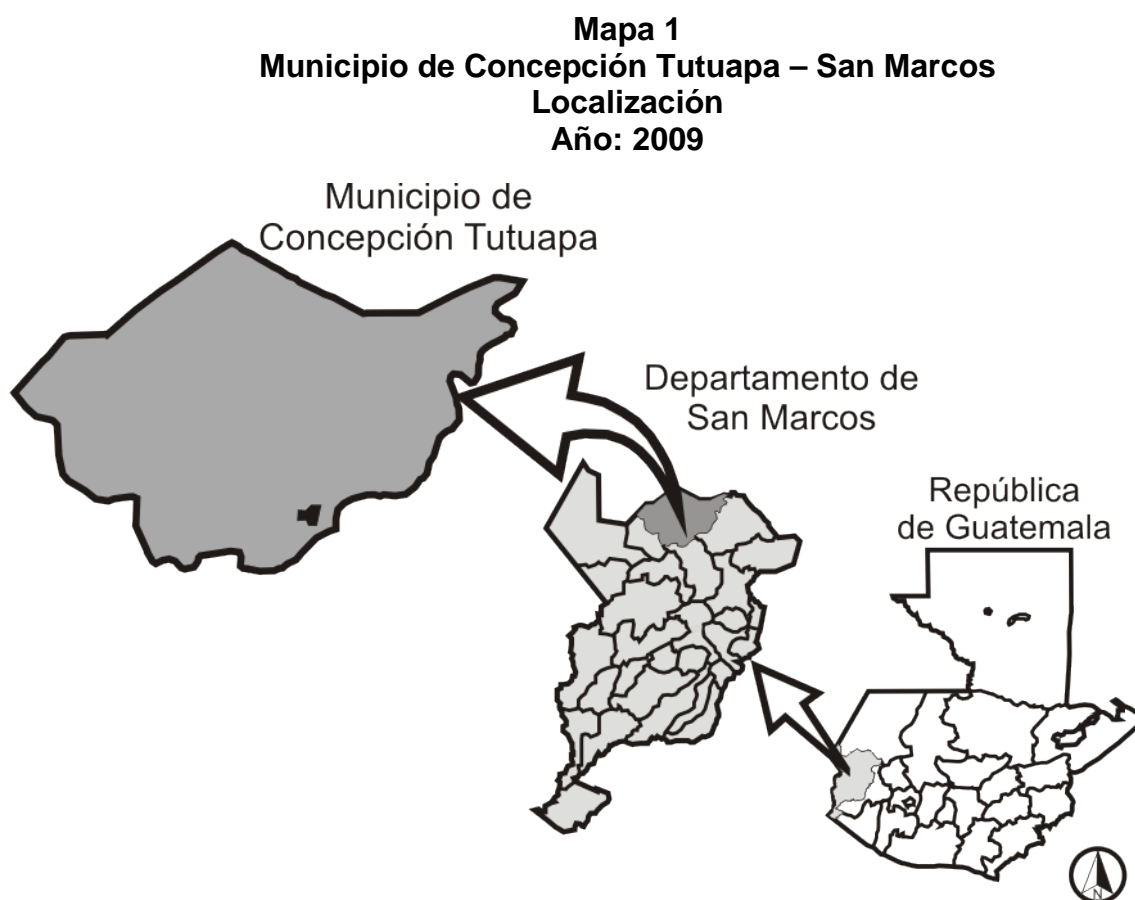 Mapa 1
Municipio de Concepción Tutuapa – San Marcos
Localización
Año: 2009
Municipio de
Concepción Tutuapa
Departamento de
San Marcos
República
de Guatemala
N